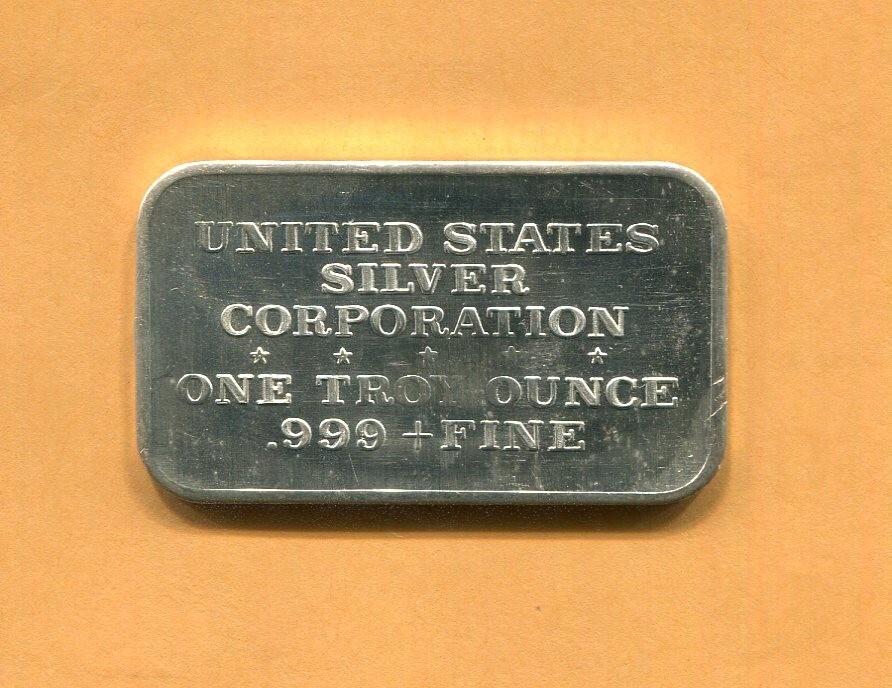 UNITED STATES
SILVER
CORPORATION
ONE TROY OUNCE
.999 + FINE